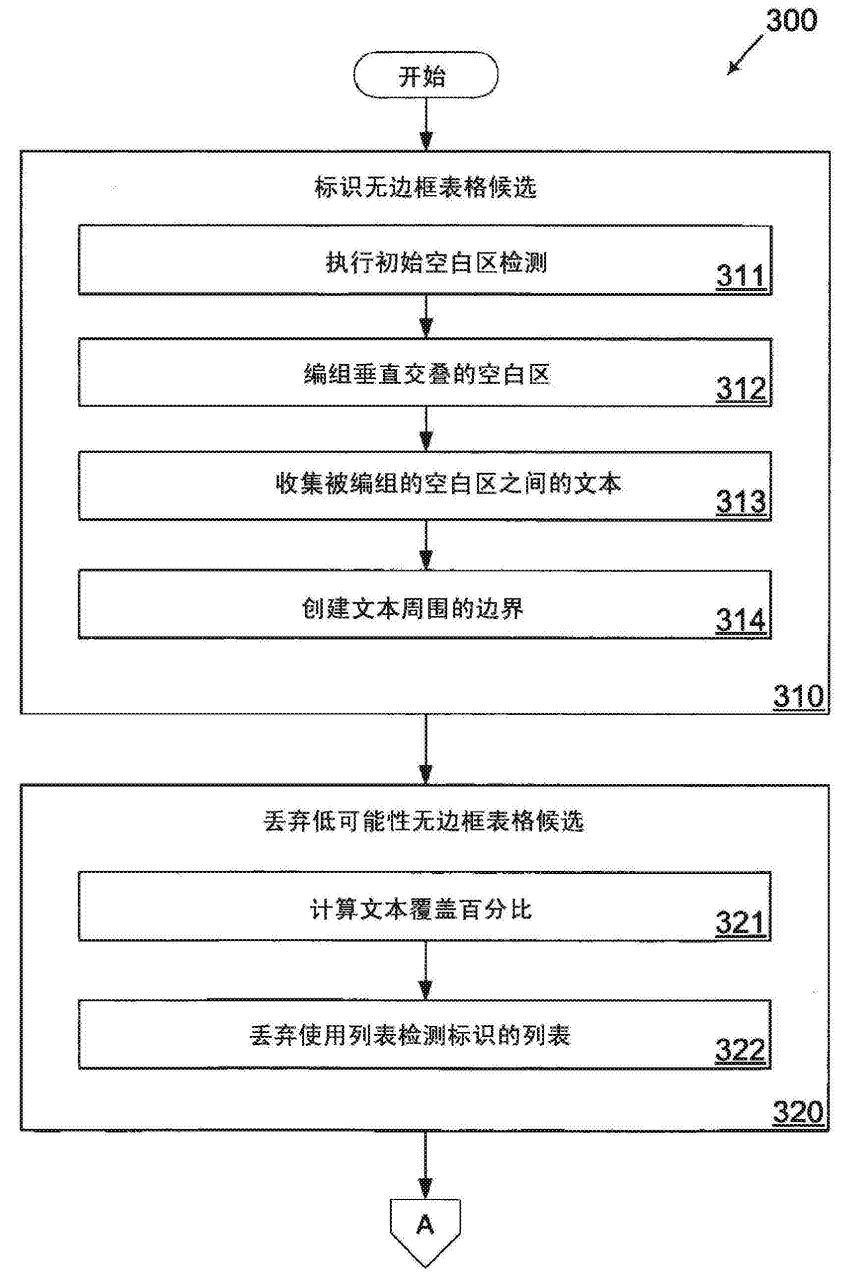 300
开始
标识无边框表格候选
执行初始空白区检测
311
编组垂直交叠的空白区
312
收集被编组的空白区之间的文本
313
创建文本周围的边界
314
310
丢弃低可能性无边框表格候选
计算文本覆盖百分比
321
丢弃使用列表检测标识的列表
322
320
A